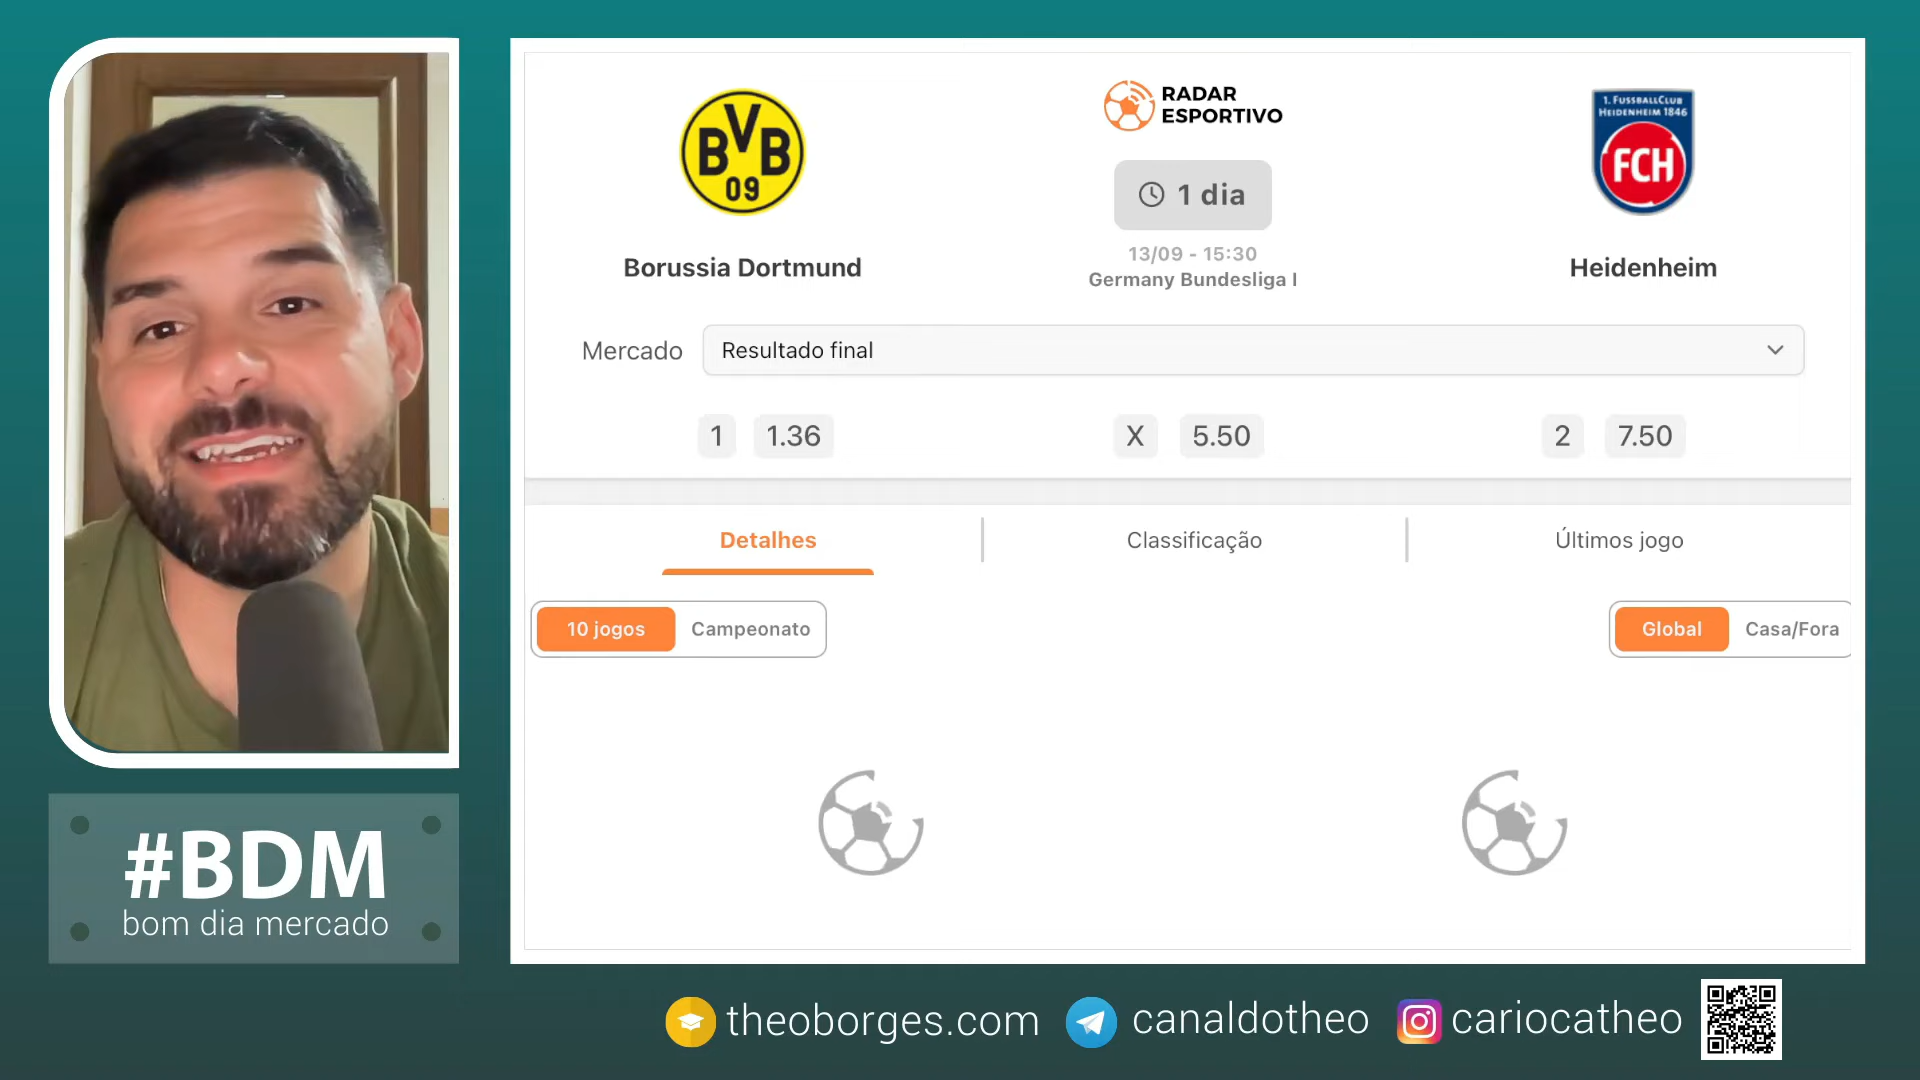 BVB
09
RADAR
ESPORTIVO
1. FUSSBALLCLUB
HEIDENHEIM 1846
FCH
1 dia
13/09 - 15:30
Germany Bundesliga I
Borussia Dortmund
Heidenheim
Mercado
Resultado final
1 1.36
X 5.50
2 7.50
Detalhes
Classificação
Últimos jogo
10 jogos
Campeonato
Global
Casa/Fora
#BDM
bom dia mercado
theoborges.com
canaldotheo
cariocatheo